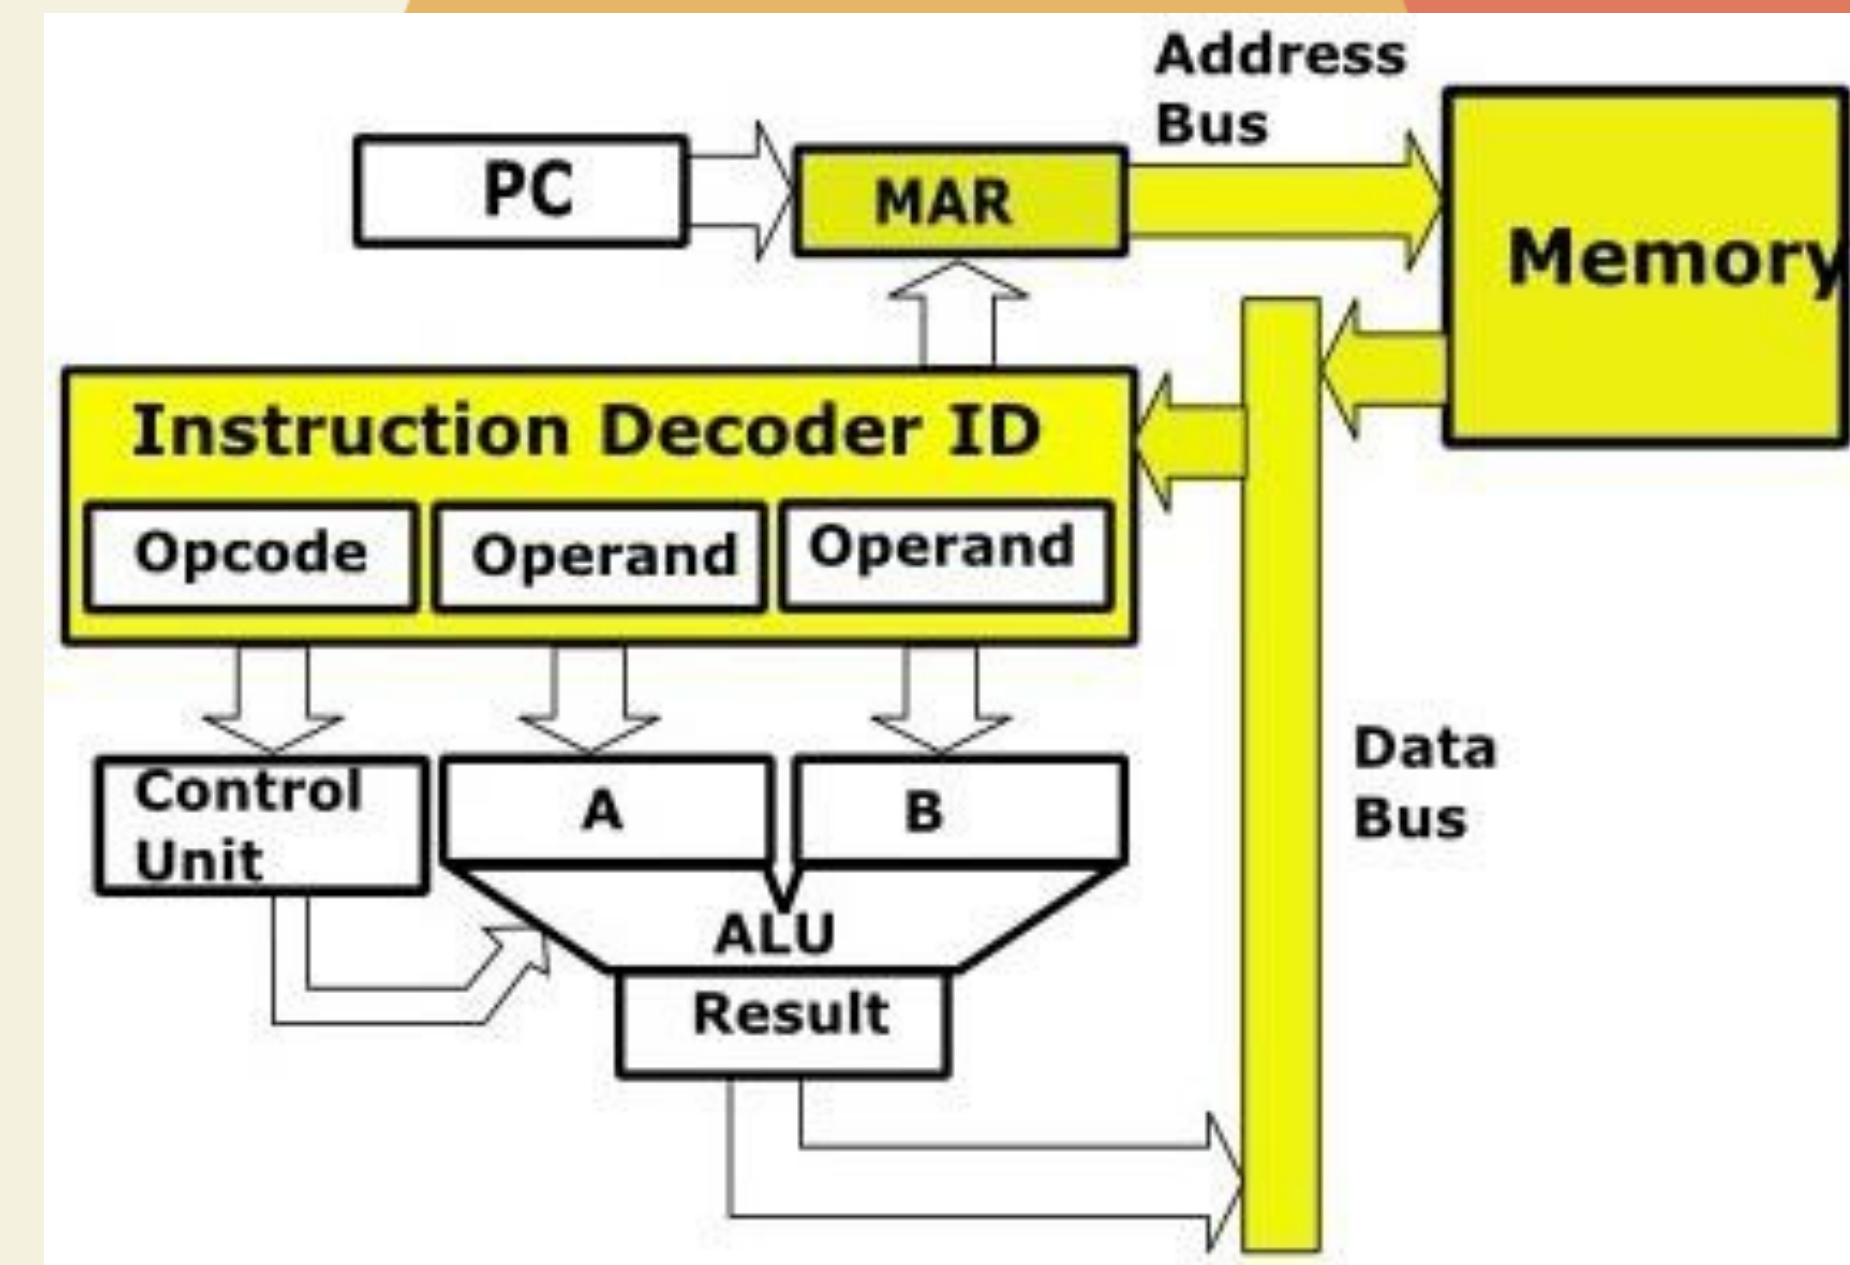 Address
Bus
PC
MAR
Memory
Instruction Decoder ID
Opcode
Operand
Operand
Control
Unit
A
B
ALU
Result
Data
Bus